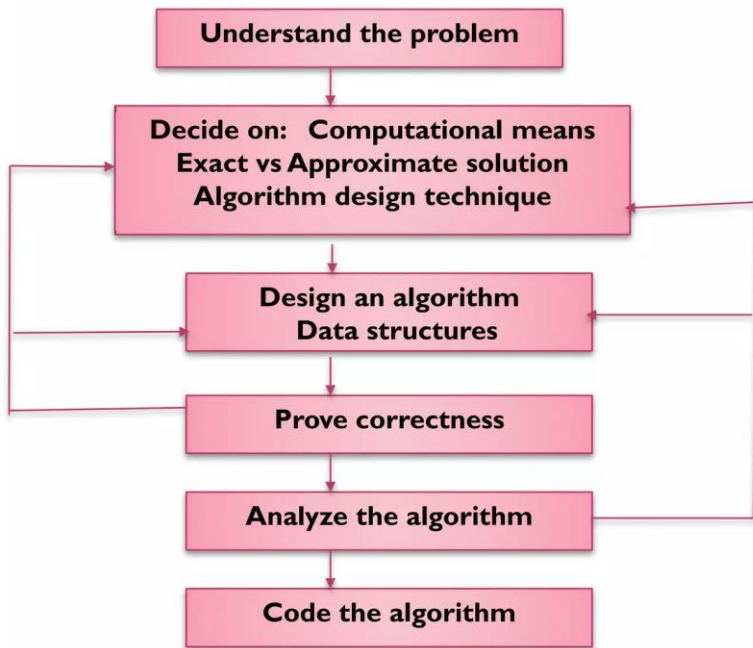 Understand the problem
Decide on: Computational means
Exact vs Approximate solution
Algorithm design technique
Design an algorithm
Data structures
Prove correctness
Analyze the algorithm
Code the algorithm